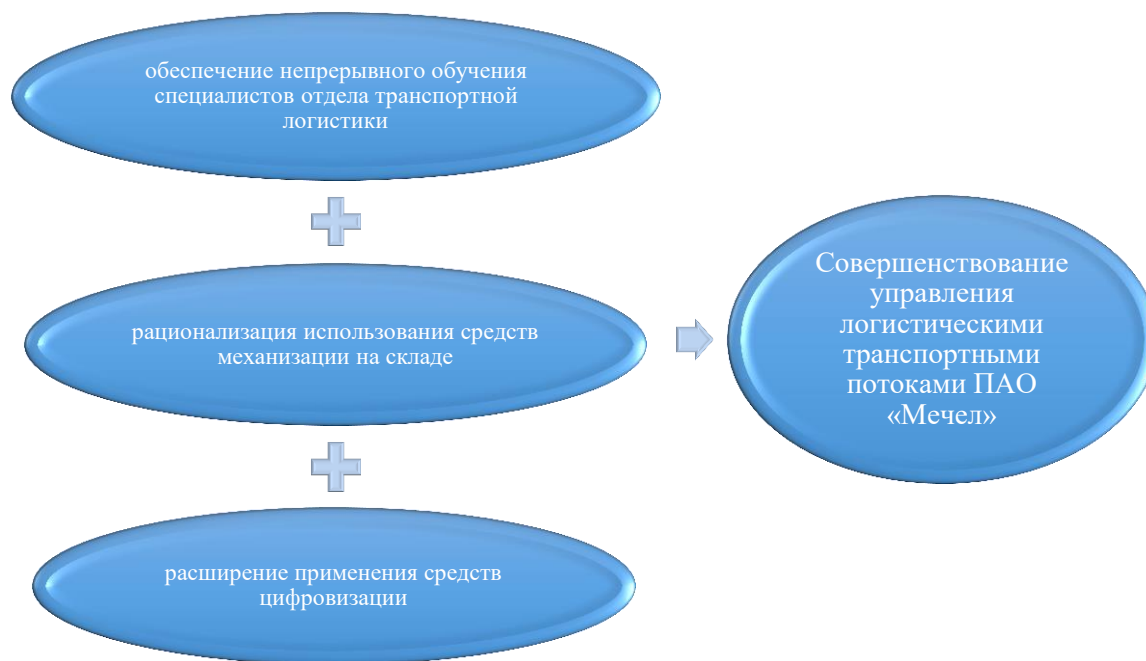 обеспечение непрерывного обучения
специалистов отдела транспортной
логистики
рационализация использования средств
механизации на складе
расширение применения средств
цифровизации
Совершенствование
управления
логистическими
транспортными
потоками ПАО
«Мечел»